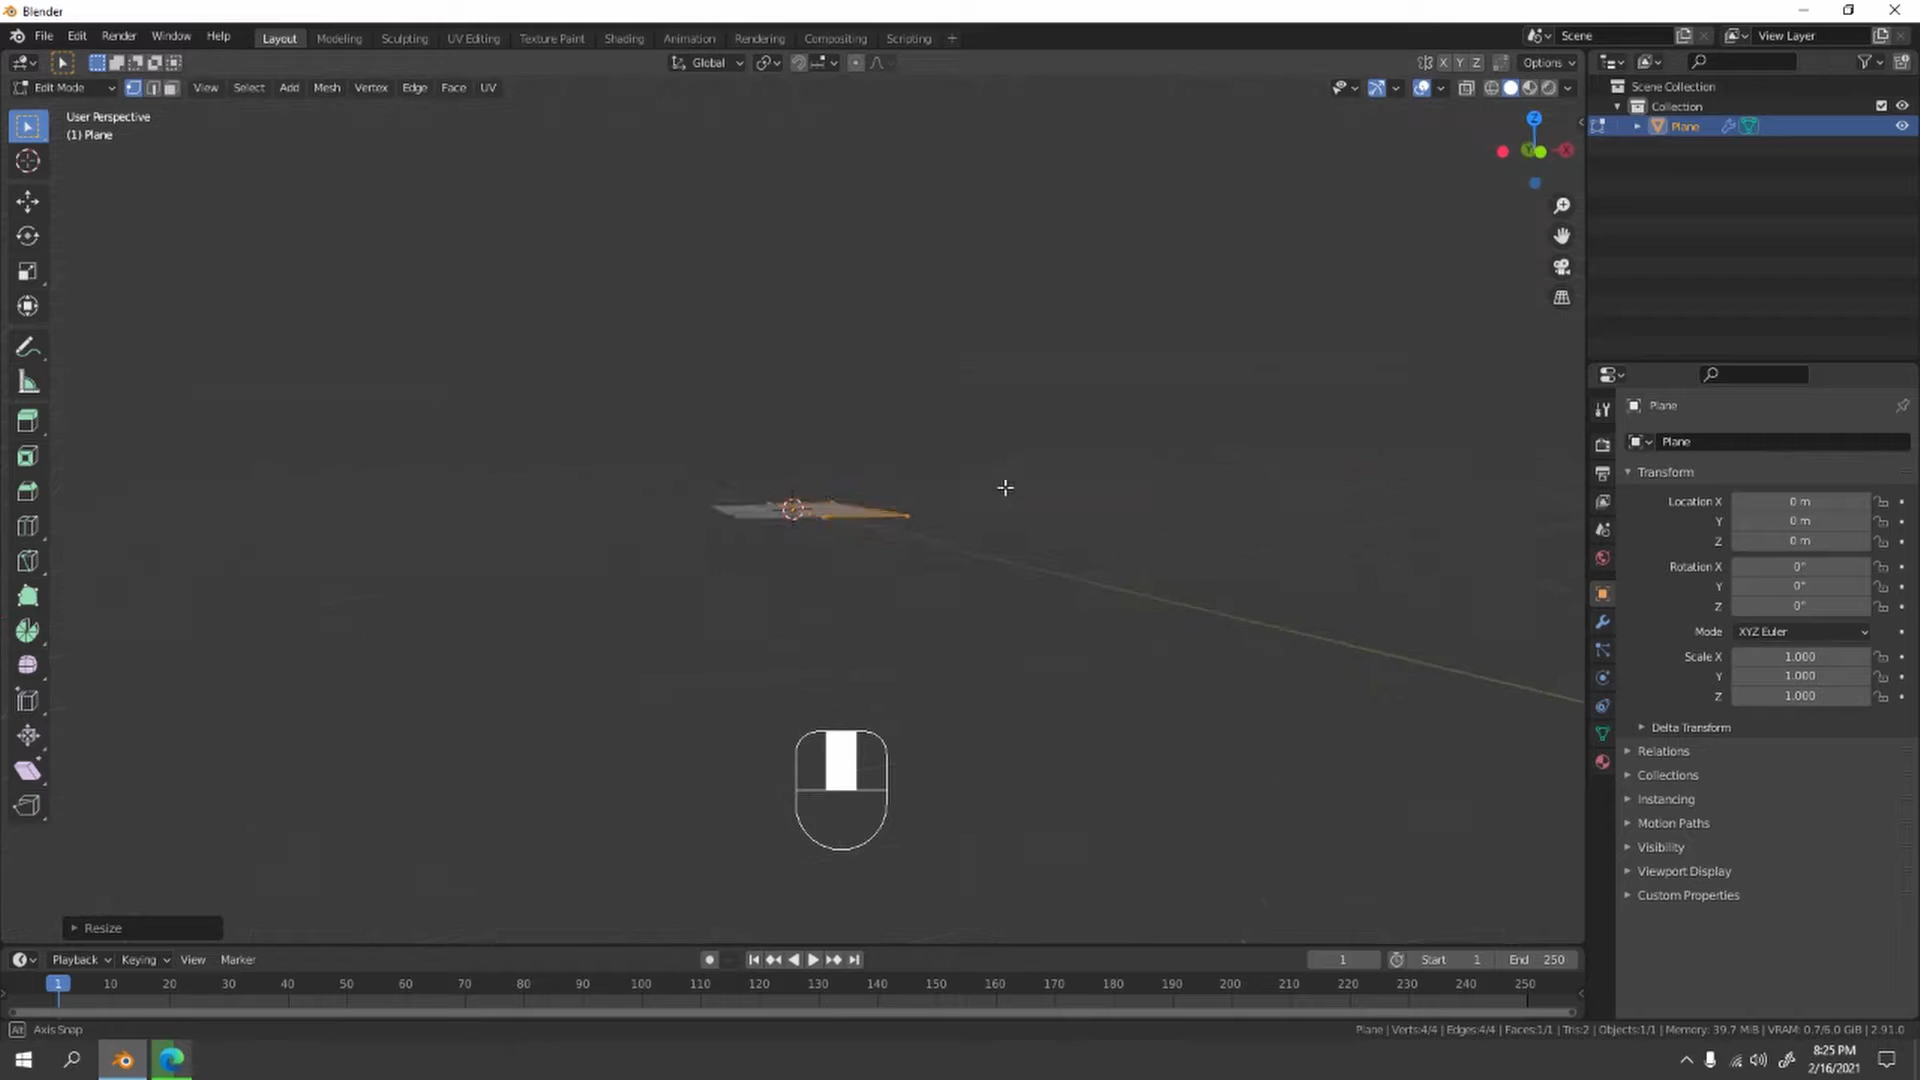 Blender
File Edit Render Window Help
Layout Modeling Sculpting UV Editing Texture Paint Shading Animation Rendering Compositing Scripting +
Scene
View Layer
Global
X Y Z
Options
Edit Mode
View Select Add Mesh Vertex Edge Face UV
User Perspective
(1) Plane
Z
Y
X
Scene Collection
Collection
Plane
Plane
Plane
Transform
Location X 0 m
Y 0 m
Z 0 m
Rotation X 0°
Y 0°
Z 0°
Mode XYZ Euler
Scale X 1.000
Y 1.000
Z 1.000
Delta Transform
Relations
Collections
Instancing
Motion Paths
Visibility
Viewport Display
Custom Properties
Resize
Playback Keying View Marker
1
Start 1
End 250
1 10 20 30 40 50 60 70 80 90 100 110 120 130 140 150 160 170 180 190 200 210 220 230 240 250
Alt Axis Snap
Plane | Verts:4/4 | Edges:4/4 | Faces:1/1 | Tris:2 | Objects:1/1 | Memory: 39.7 MiB | VRAM: 0.7/6.0 GiB | 2.91.0
8:25 PM
2/16/2021